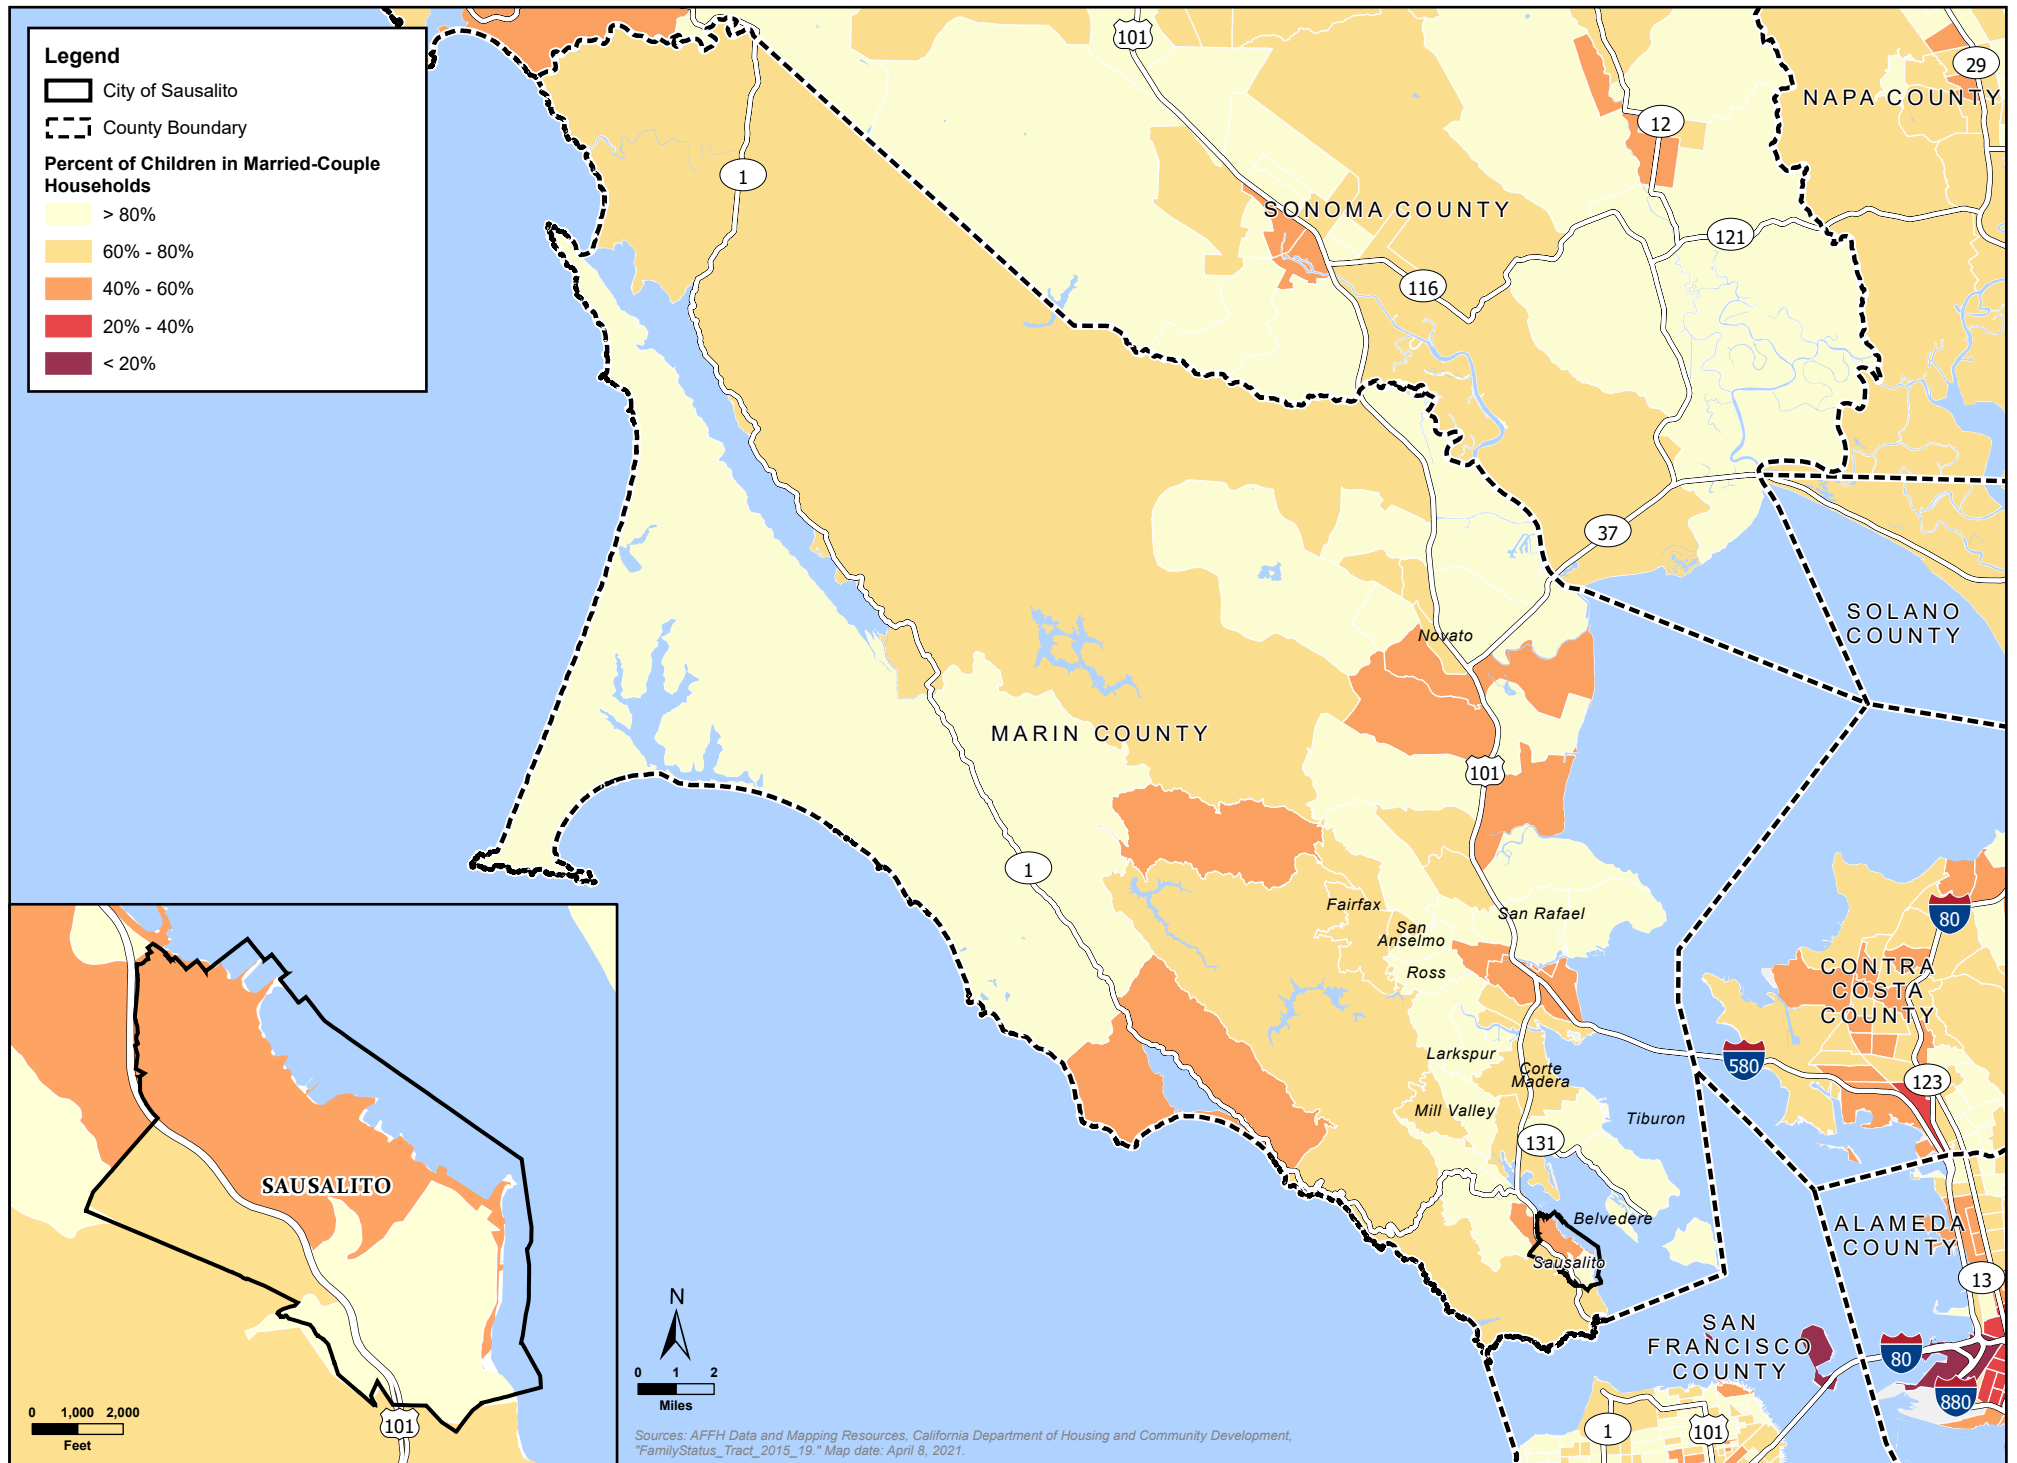 Legend
City of Sausalito
County Boundary
Percent of Children in Married-Couple
Households
> 80%
60% - 80%
40% - 60%
20% - 40%
< 20%
101
29
NAPA COUNTY
12
1
SONOMA COUNTY
121
116
37
SOLANO
COUNTY
Novato
MARIN COUNTY
101
1
Fairfax
San
Anselmo
San Rafael
Ross
80
CONTRA
COSTA
COUNTY
Larkspur
Corte
Madera
580
123
Mill Valley
Tiburon
131
Belvedere
Sausalito
ALAMEDA
COUNTY
13
SAN
FRANCISCO
COUNTY
80
880
1
101
SAUSALITO
101
0 1,000 2,000
Feet
N
0 1 2
Miles
Sources: AFFH Data and Mapping Resources, California Department of Housing and Community Development,
"FamilyStatus_Tract_2015_19." Map date: April 8, 2021.